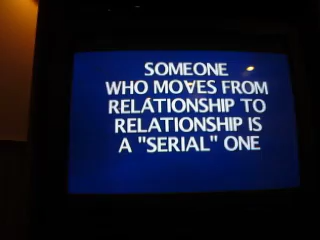 SOMEONE
WHO MOVES FROM
RELATIONSHIP TO
RELATIONSHIP IS
A "SERIAL" ONE